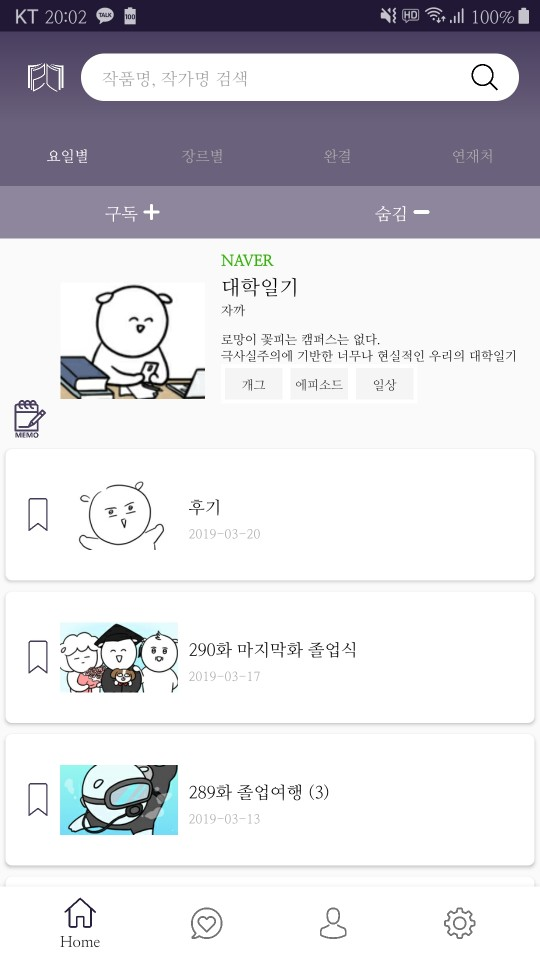 KT 20:02 TALK 100 HD 100%
작품명, 작가명 검색
요일별 장르별 완결 연재처
구독 숨김
NAVER
대학일기
자까
로망이 꽃피는 캠퍼스는 없다.
극사실주의에 기반한 너무나 현실적인 우리의 대학일기
개그 에피소드 일상
MEMO
후기
2019-03-20
290화 마지막화 졸업식
2019-03-17
289화 졸업여행 (3)
2019-03-13
Home